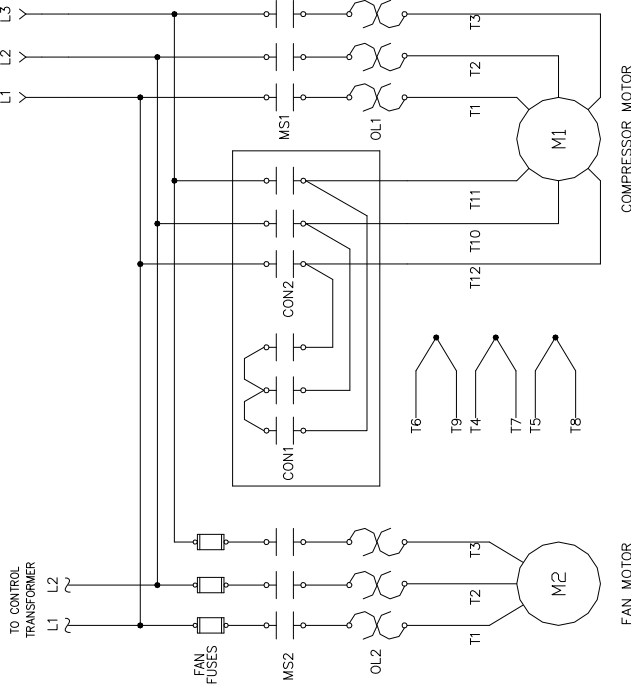 L3
L2
L1
T3
T2
T1
MS1
OL1
M1
COMPRESSOR MOTOR
T11
T10
T12
CON2
CON1
T6
T9
T4
T7
T5
T8
TO CONTROL
TRANSFORMER
L2
L1
FAN
FUSES
MS2
OL2
T3
T2
T1
M2
FAN MOTOR